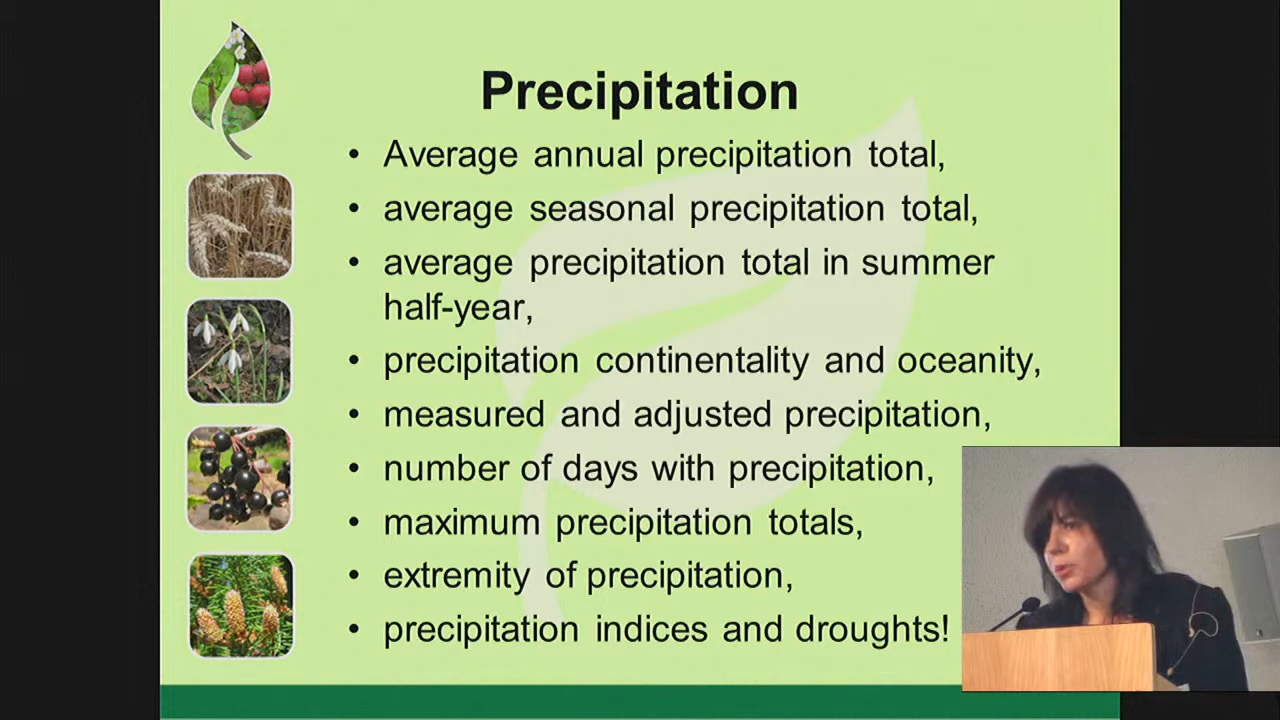 Precipitation
• Average annual precipitation total,
• average seasonal precipitation total,
• average precipitation total in summer
half-year,
• precipitation continentality and oceanity,
• measured and adjusted precipitation,
• number of days with precipitation,
• maximum precipitation totals,
• extremity of precipitation,
• precipitation indices and droughts!